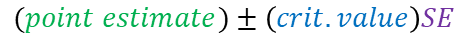 (point estimate) ± (crit. value)SE